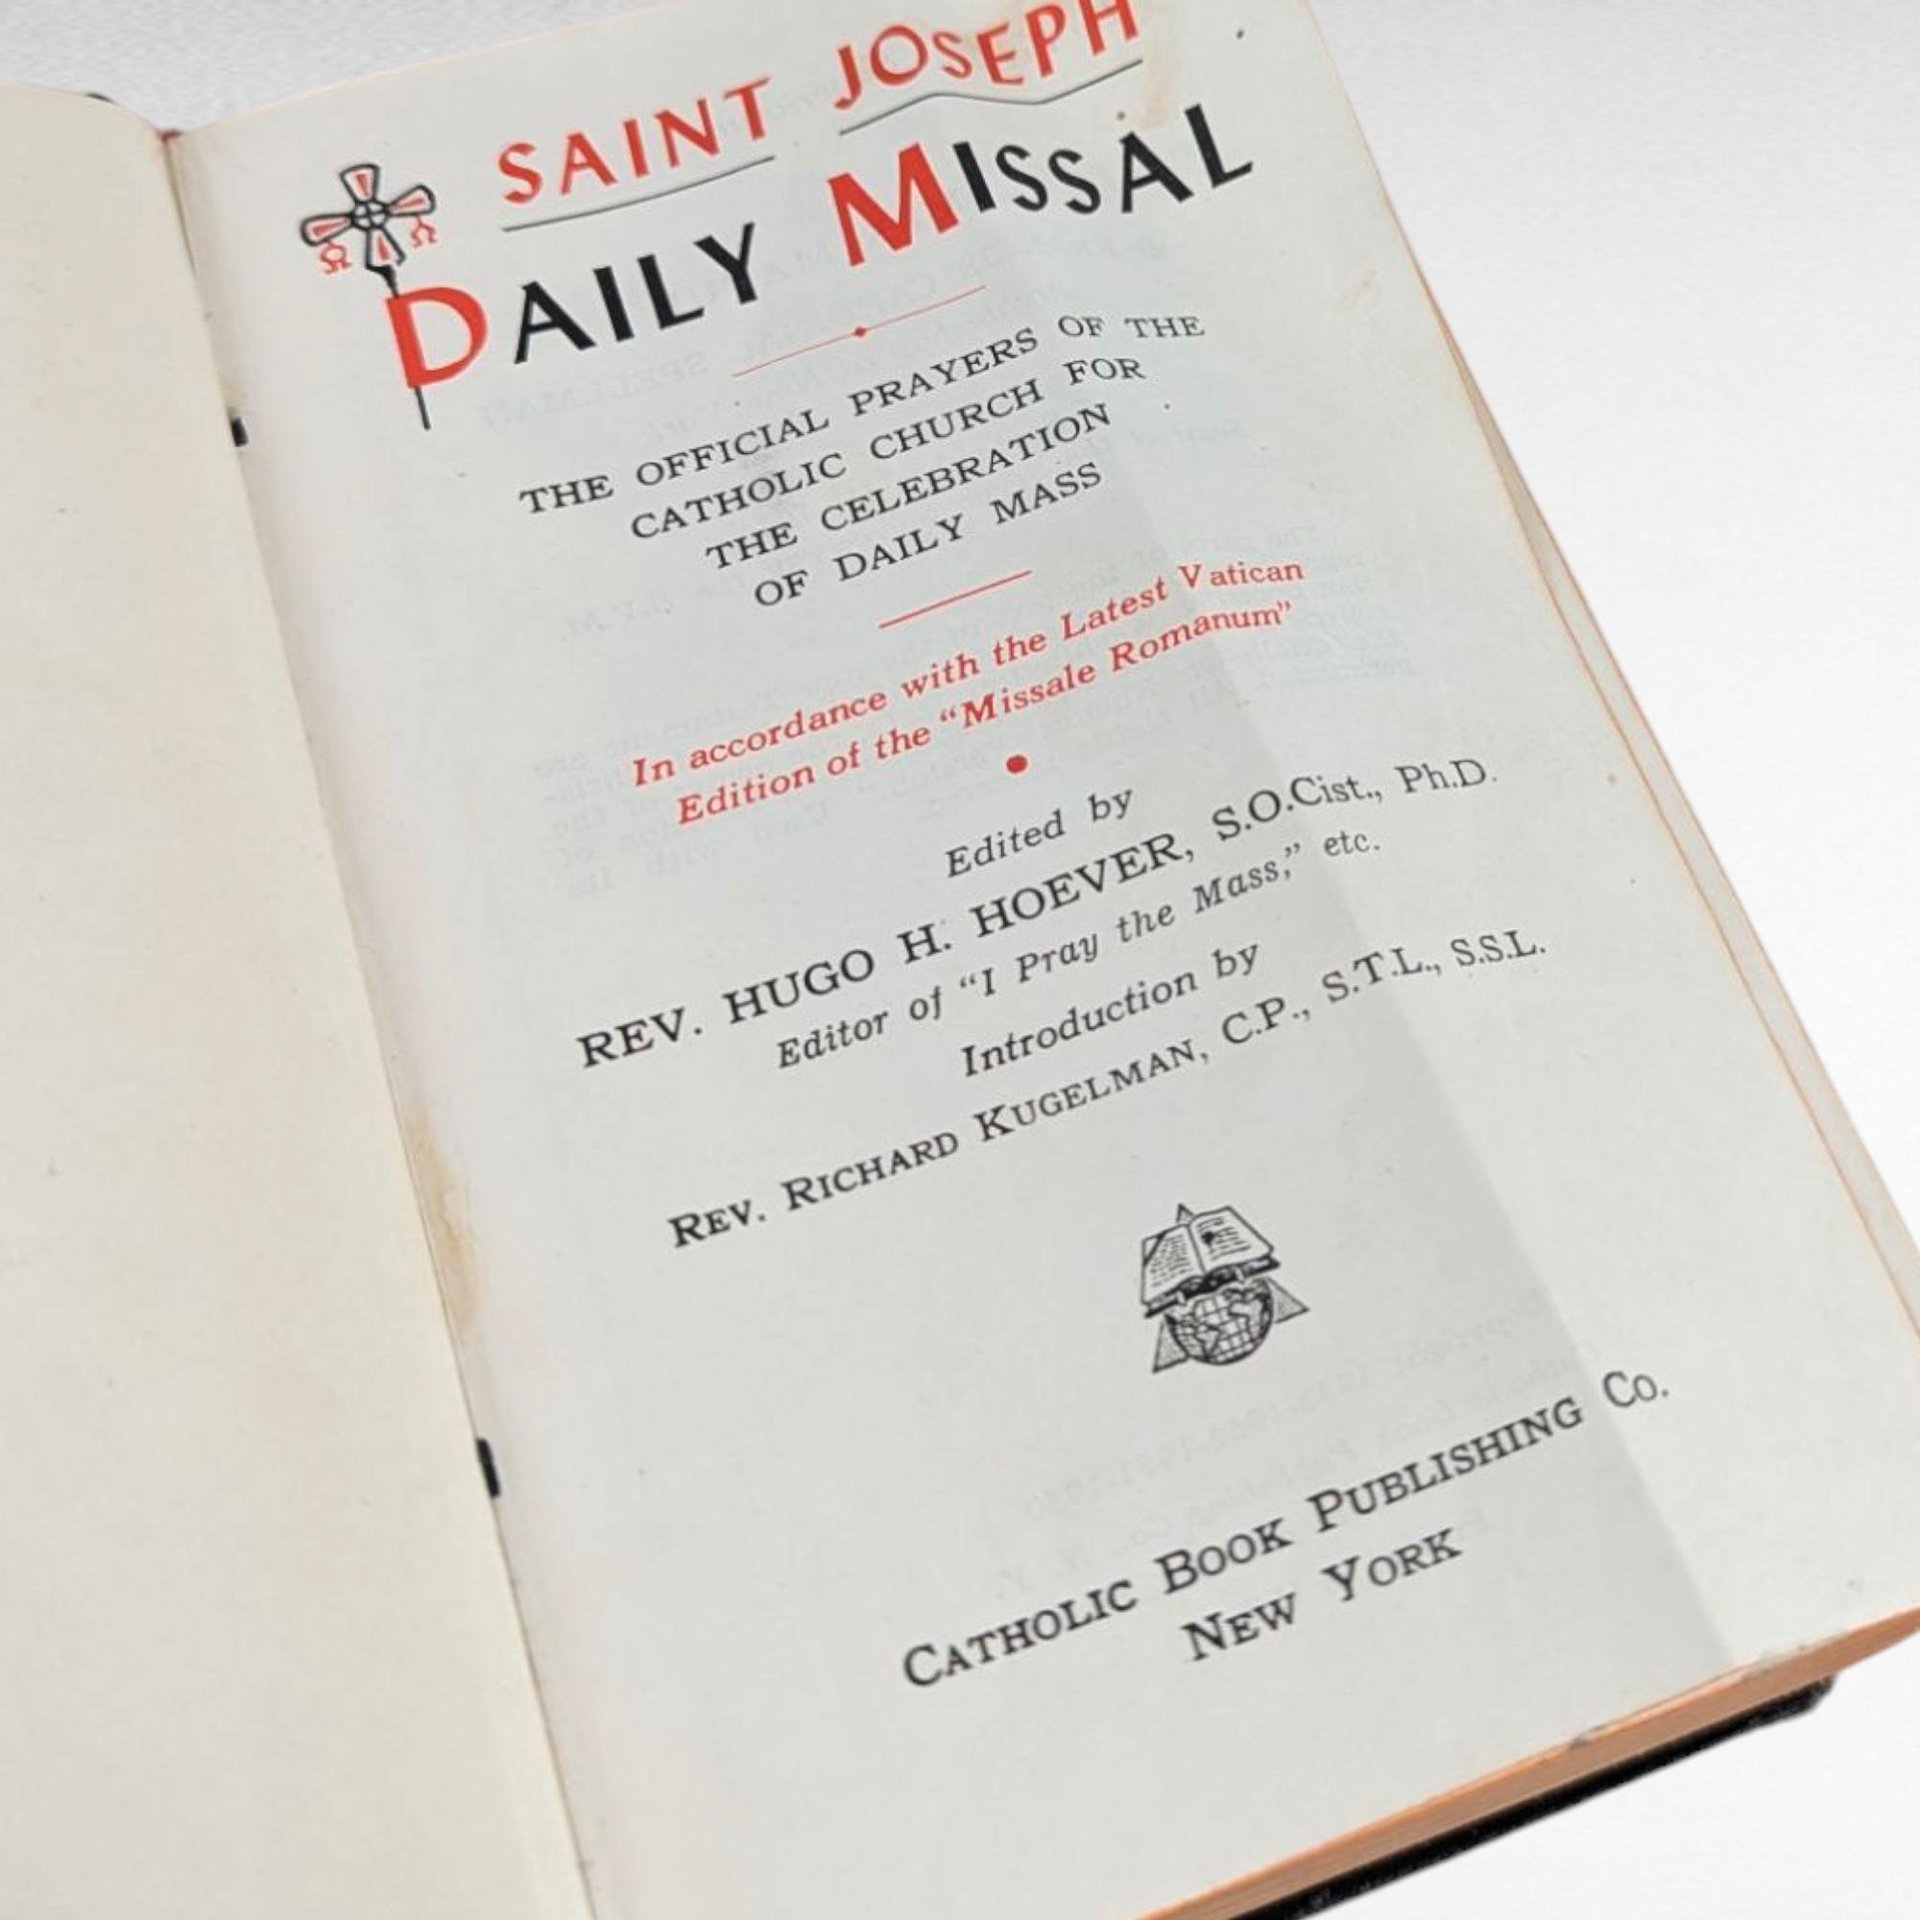 SAINT JOSEPH
DAILY MISSAL
THE OFFICIAL PRAYERS OF THE
CATHOLIC CHURCH FOR
THE CELEBRATION
OF DAILY MASS
In accordance with the Latest Vatican
Edition of the “Missale Romanum”
Edited by
REV. HUGO H. HOEVER, S.O.Cist., Ph.D.
Editor of “I Pray the Mass,” etc.
Introduction by
REV. RICHARD KUGELMAN, C.P., S.T.L., S.S.L.
CATHOLIC BOOK PUBLISHING CO.
NEW YORK